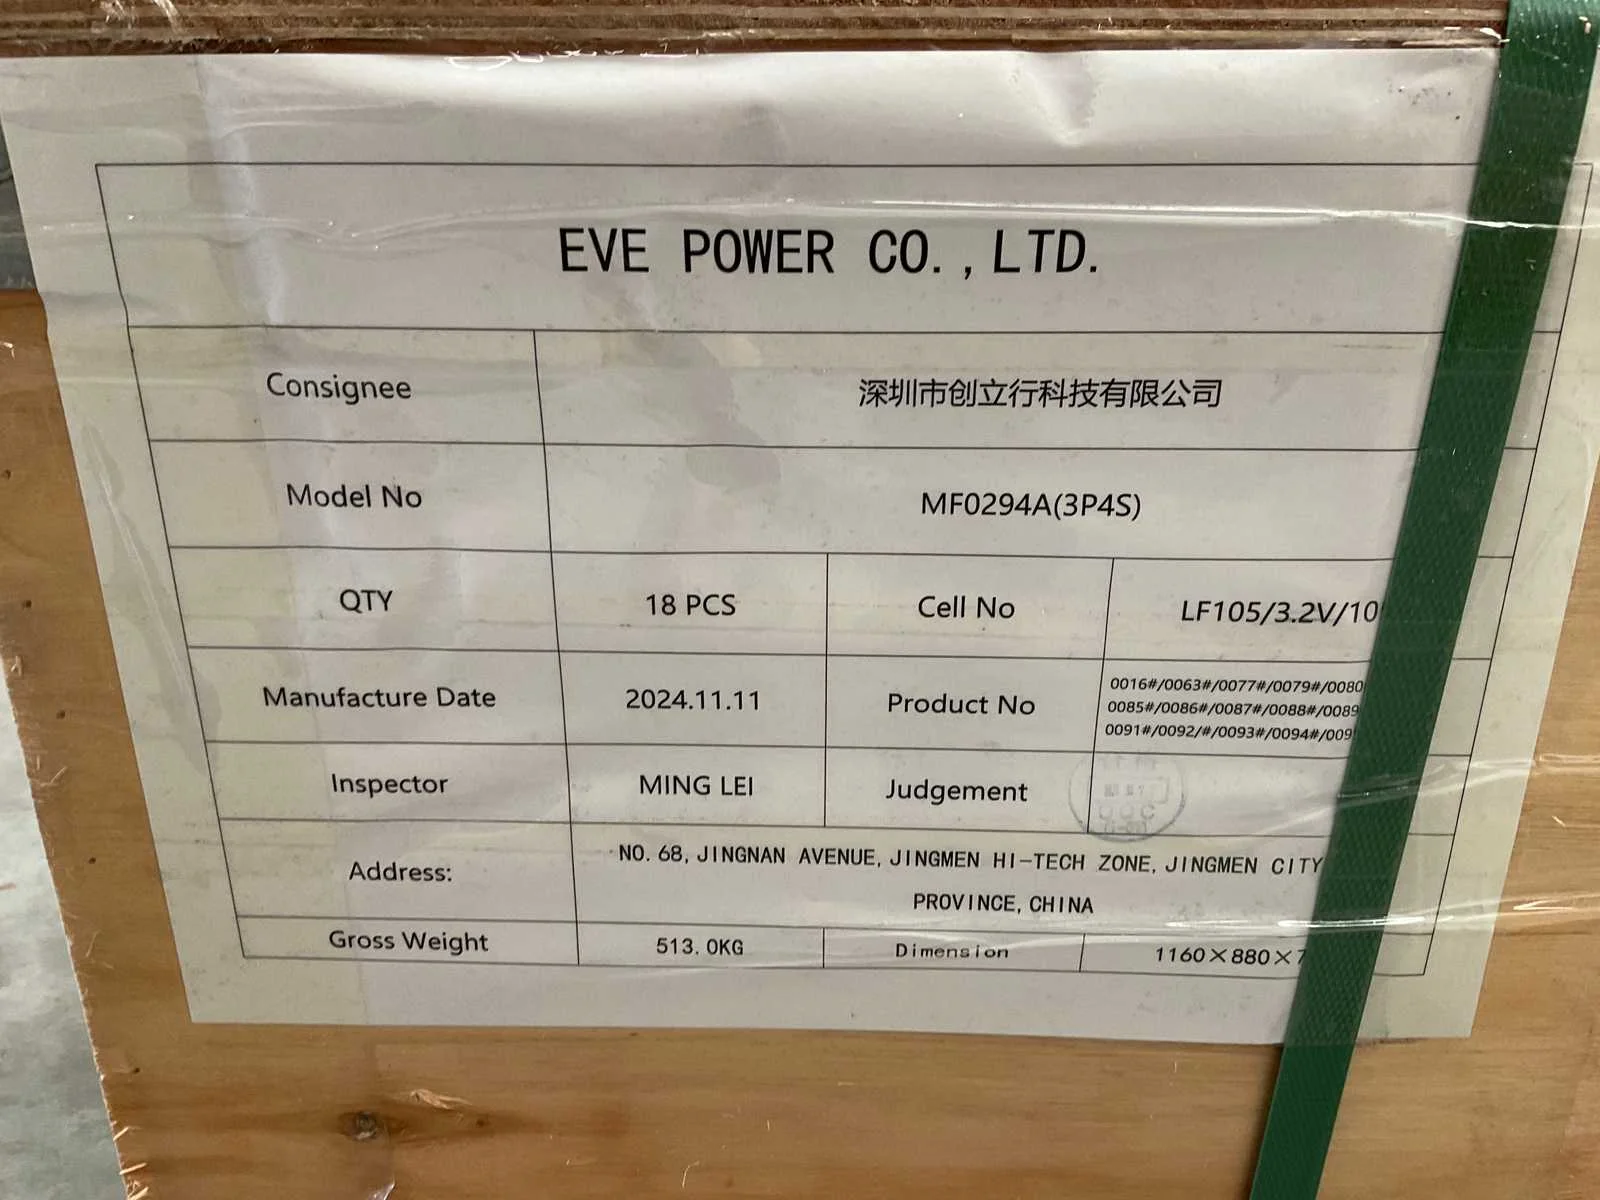 EVE POWER CO.,LTD.
Consignee 深圳市创立行科技有限公司
Model No MF0294A(3P4S)
QTY 18 PCS Cell No LF105/3.2V/10
Manufacture Date 2024.11.11 Product No
0016#/0063#/0077#/0079#/0080
0085#/0086#/0087#/0088#/0089
0091#/0092/#/0093#/0094#/009
Inspector MING LEI Judgement
Address: NO.68,JINGNAN AVENUE,JINGMEN HI-TECH ZONE,JINGMEN CITY
PROVINCE,CHINA
Gross Weight 513.0KG Dimension 1160×880×7